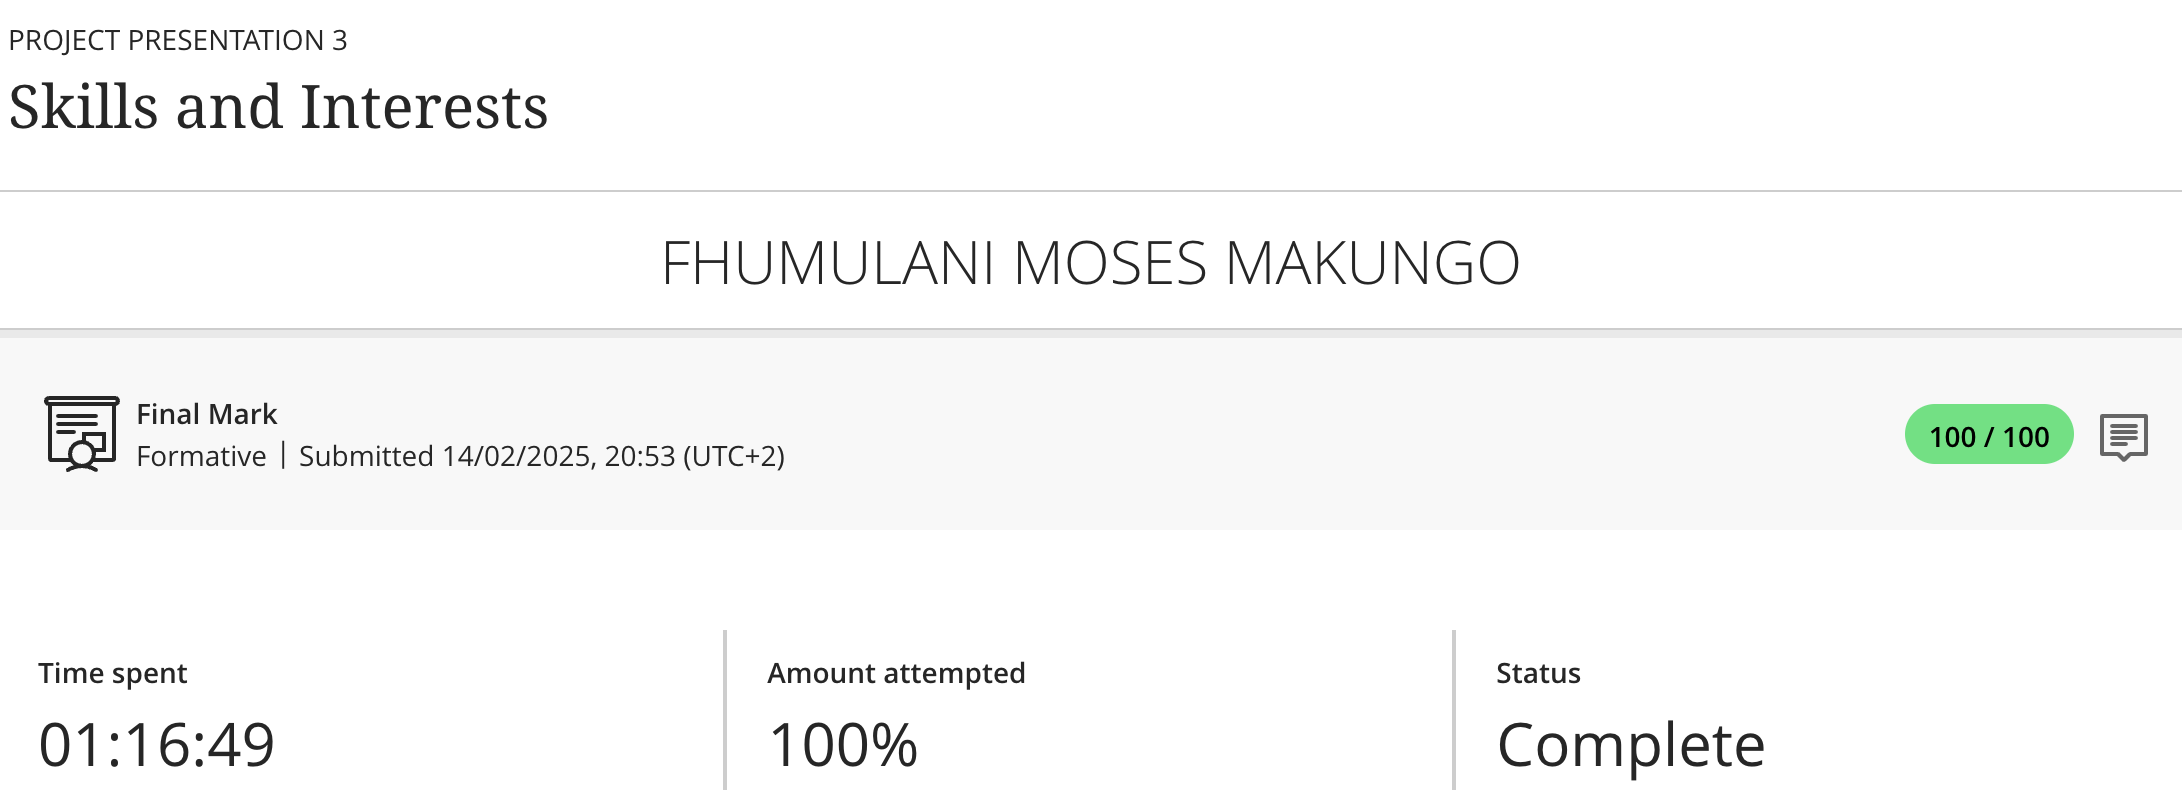 PROJECT PRESENTATION 3
Skills and Interests
FHUMULANI MOSES MAKUNGO
Final Mark
Formative | Submitted 14/02/2025, 20:53 (UTC+2)
100 / 100
Time spent
01:16:49
Amount attempted
100%
Status
Complete